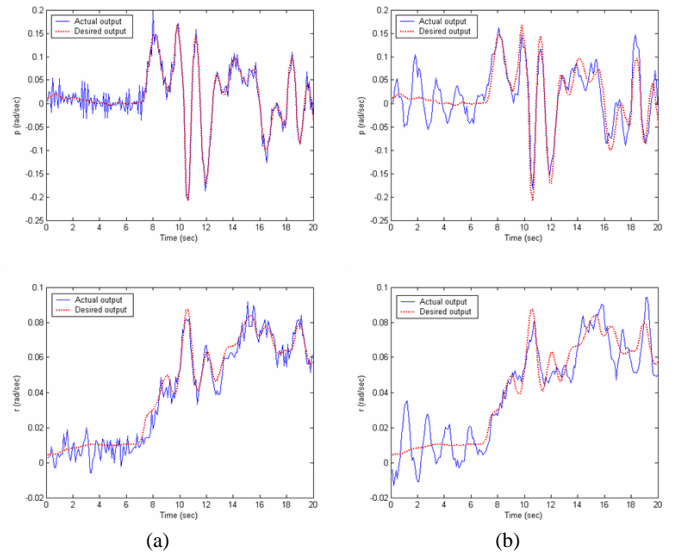 Actual output
Desired output
0.2
0.15
0.1
0.05
0
-0.05
-0.1
-0.15
-0.2
-0.25
p (rad/sec)
0 2 4 6 8 10 12 14 16 18 20
Time (sec)
Actual output
Desired output
0.2
0.15
0.1
0.05
0
-0.05
-0.1
-0.15
-0.2
-0.25
p (rad/sec)
0 2 4 6 8 10 12 14 16 18 20
Time (sec)
Actual output
Desired output
0.1
0.08
0.06
0.04
0.02
0
-0.02
r (rad/sec)
0 2 4 6 8 10 12 14 16 18 20
Time (sec)
Actual output
Desired output
0.1
0.08
0.06
0.04
0.02
0
-0.02
r (rad/sec)
0 2 4 6 8 10 12 14 16 18 20
Time (sec)
(a)
(b)